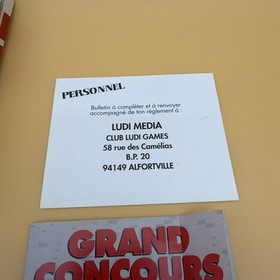 PERSONNEL
Bulletin à compléter et à renvoyer
accompagné de ton règlement à :
LUDI MEDIA
CLUB LUDI GAMES
58 rue des Camélias
B.P. 20
94149 ALFORTVILLE
GRAND
CONCOURS